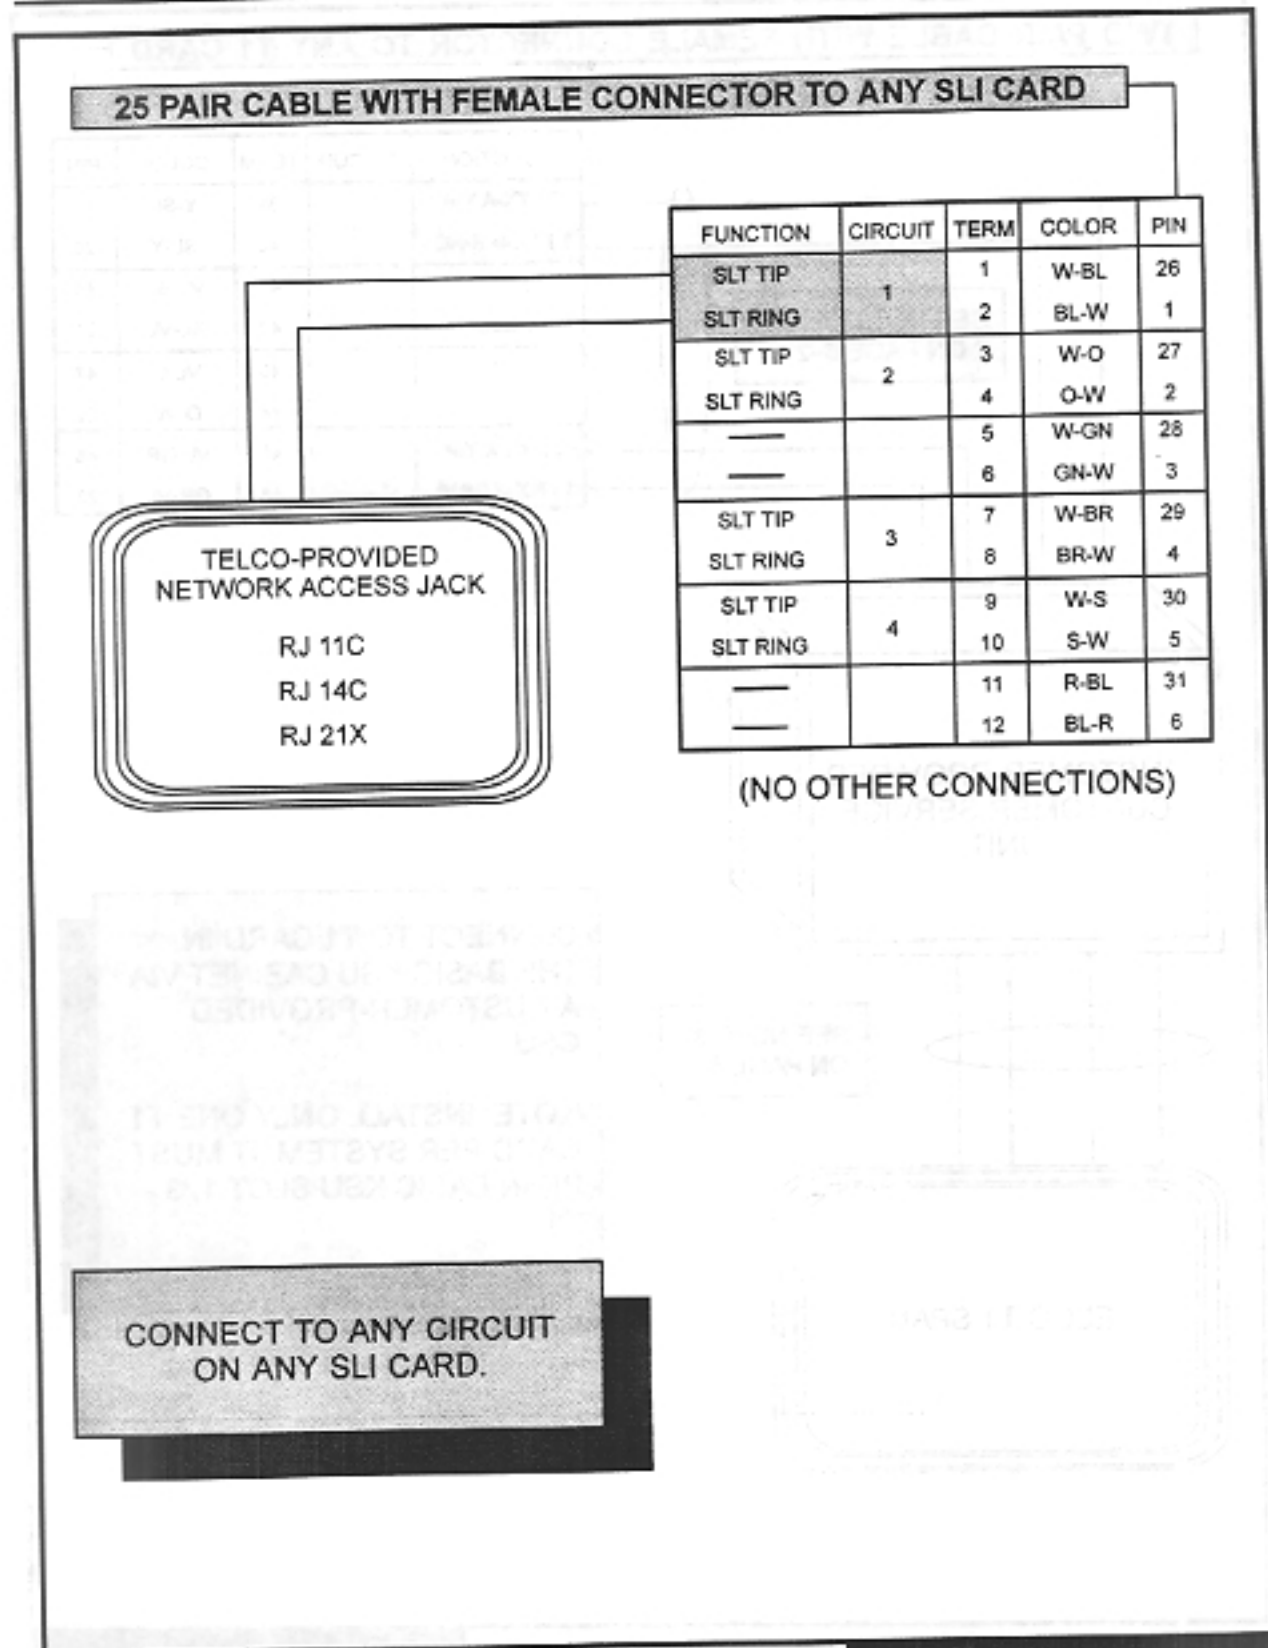 25 PAIR CABLE WITH FEMALE CONNECTOR TO ANY SLI CARD
FUNCTION CIRCUIT TERM COLOR PIN
SLT TIP 1 1 W-BL 26
SLT RING 2 BL-W 1
SLT TIP 2 3 W-O 27
SLT RING 4 O-W 2
— 5 W-GN 28
— 6 GN-W 3
SLT TIP 3 7 W-BR 29
SLT RING 8 BR-W 4
SLT TIP 4 9 W-S 30
SLT RING 10 S-W 5
— 11 R-BL 31
— 12 BL-R 6
(NO OTHER CONNECTIONS)
TELCO-PROVIDED
NETWORK ACCESS JACK
RJ 11C
RJ 14C
RJ 21X
CONNECT TO ANY CIRCUIT
ON ANY SLI CARD.